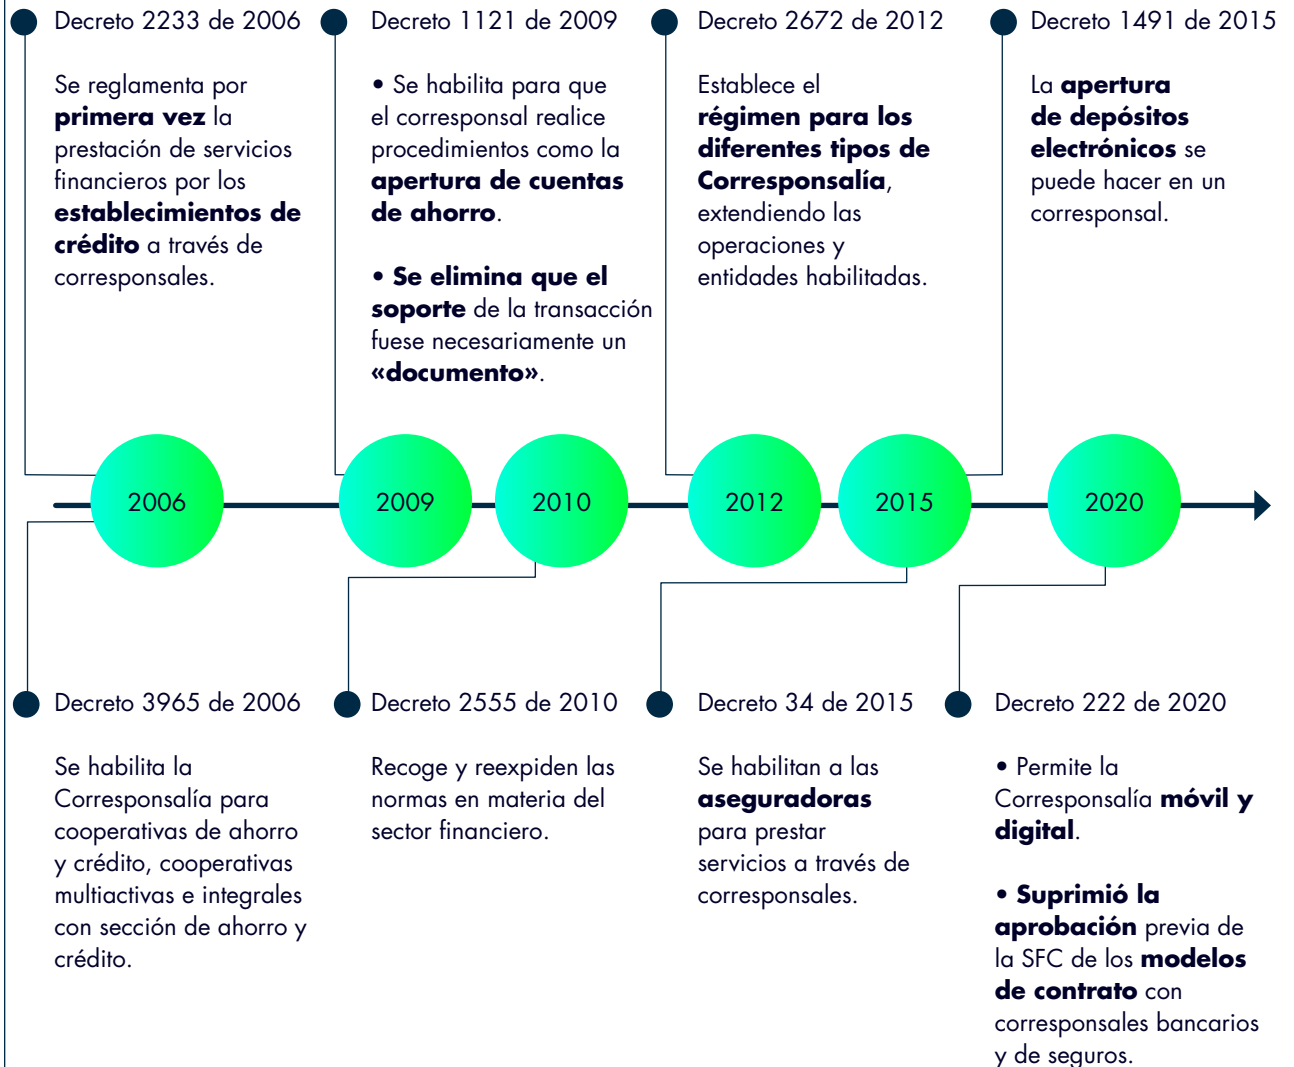 Decreto 2233 de 2006
Se reglamenta por
primera vez la
prestación de servicios
financieros por los
establecimientos de
crédito a través de
corresponsales.
Decreto 1121 de 2009
• Se habilita para que
el corresponsal realice
procedimientos como la
apertura de cuentas
de ahorro.
• Se elimina que el
soporte de la transacción
fuese necesariamente un
«documento».
Decreto 2672 de 2012
Establece el
régimen para los
diferentes tipos de
Corresponsalía,
extendiendo las
operaciones y
entidades habilitadas.
Decreto 1491 de 2015
La apertura
de depósitos
electrónicos se
puede hacer en un
corresponsal.
2006
2009
2010
2012
2015
2020
Decreto 3965 de 2006
Se habilita la
Corresponsalía para
cooperativas de ahorro
y crédito, cooperativas
multiactivas e integrales
con sección de ahorro y
crédito.
Decreto 2555 de 2010
Recoge y reexpiden las
normas en materia del
sector financiero.
Decreto 34 de 2015
Se habilitan a las
aseguradoras
para prestar
servicios a través de
corresponsales.
Decreto 222 de 2020
• Permite la
Corresponsalía móvil y
digital.
• Suprimió la
aprobación previa de
la SFC de los modelos
de contrato con
corresponsales bancarios
y de seguros.